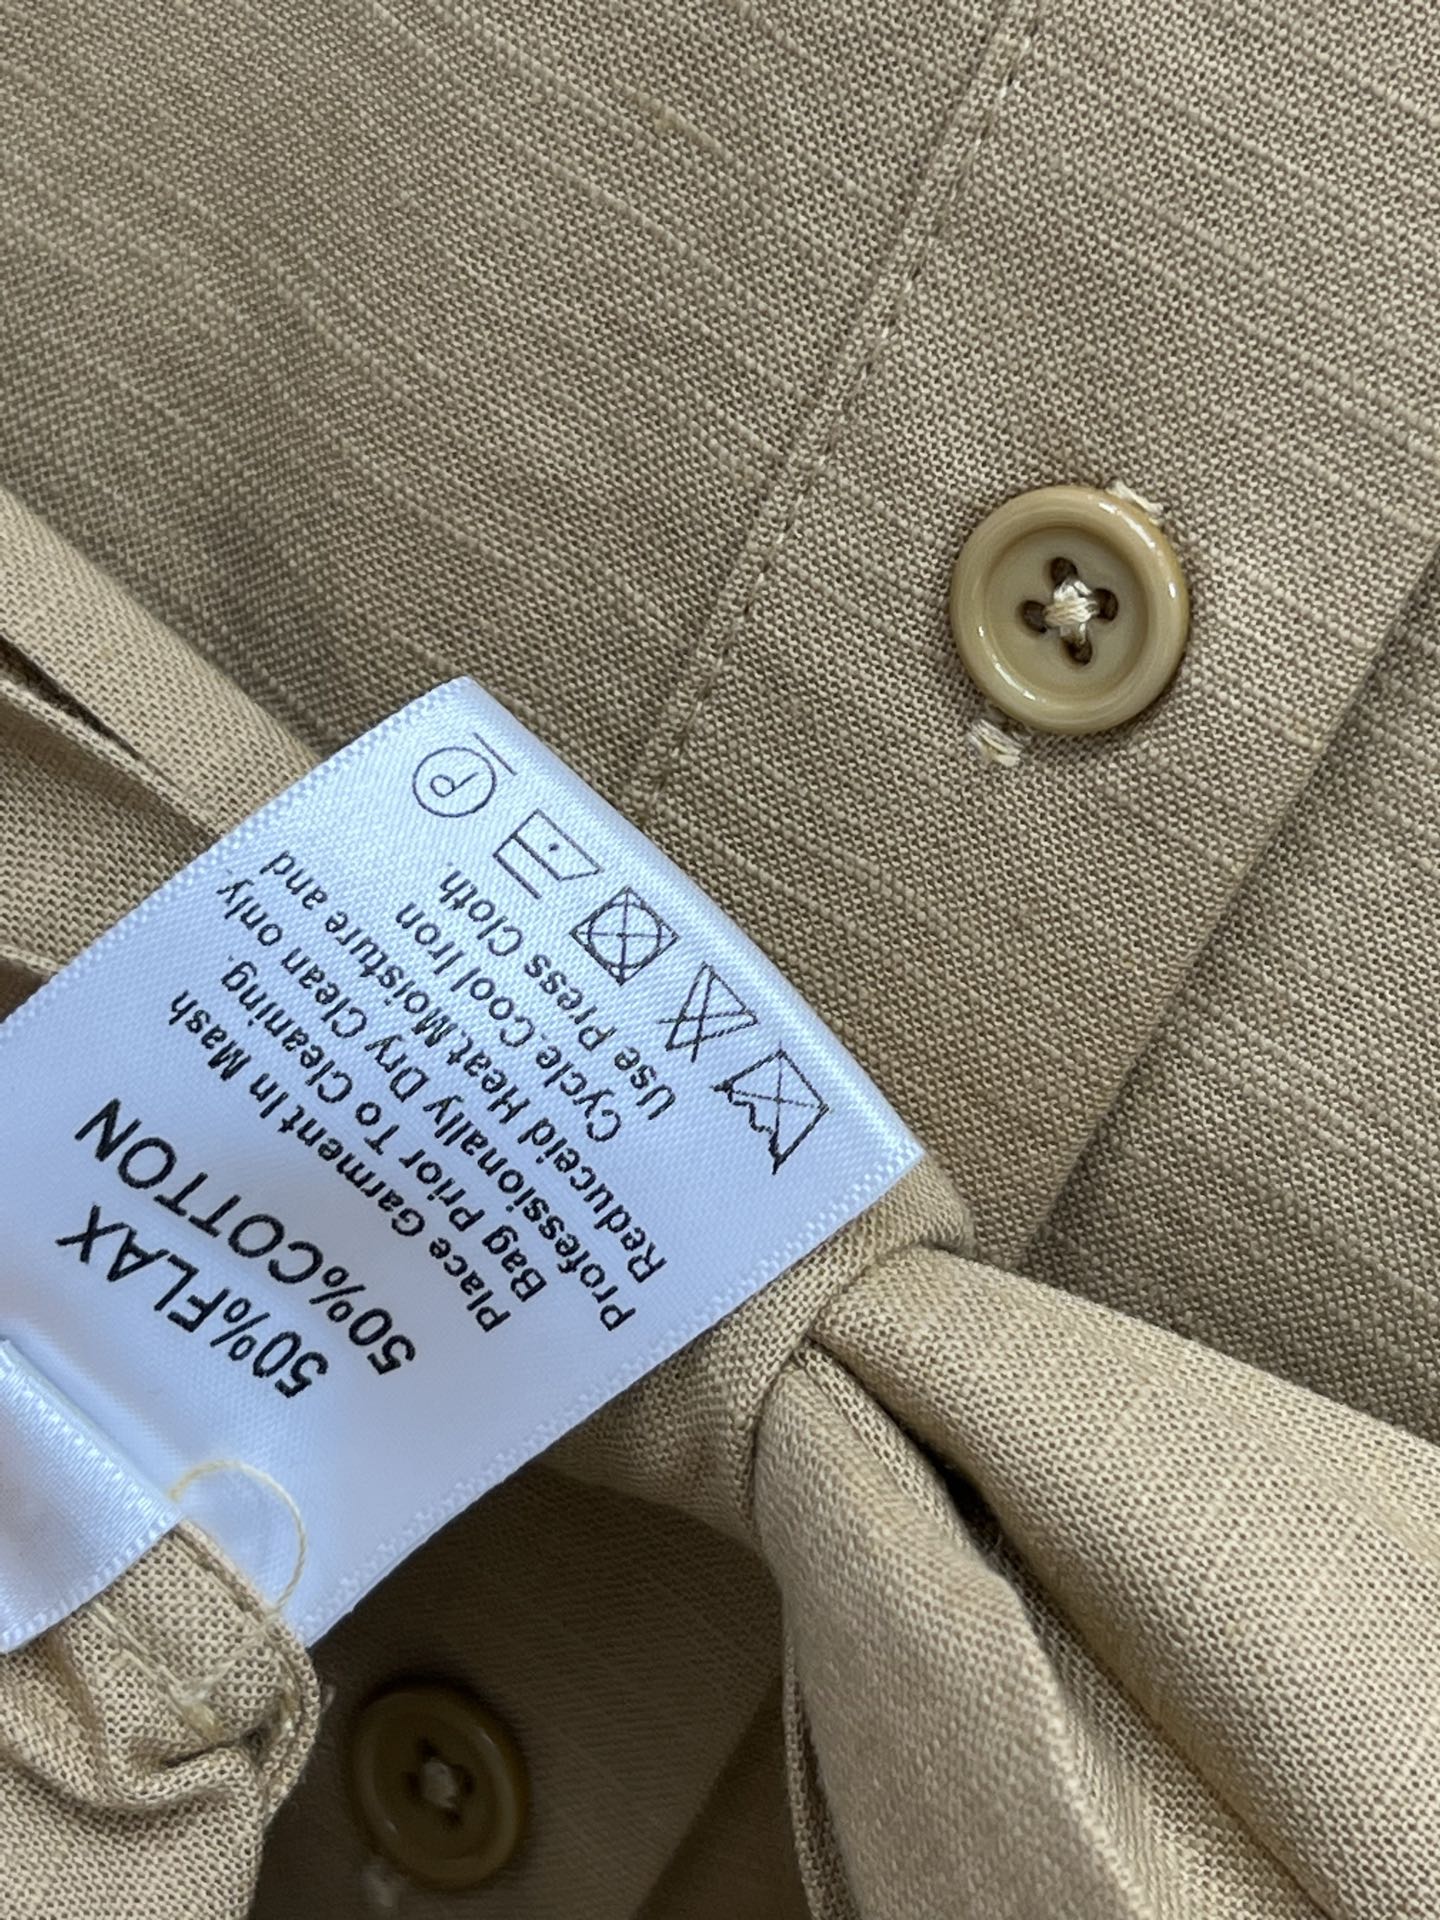 50%FLAX
50%COTTON
Place Garment In Mash
Bag Prior To Cleaning.
Professionally Dry Clean only.
Reduceid Heat.Moisture and
Cycle.Cool Iron
Use Press Cloth.
P